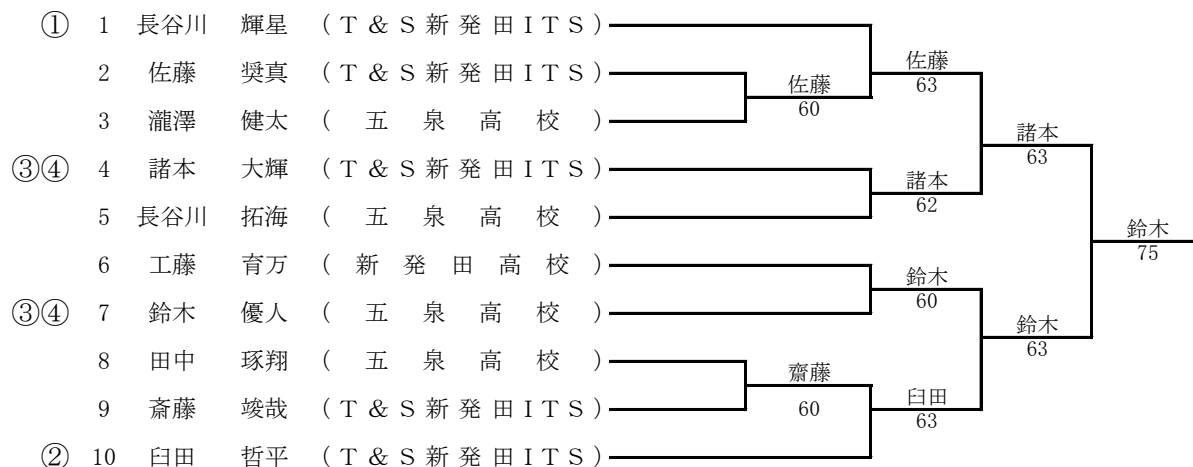 ① 1 長谷川 輝星 (T&S新発田ITS)
2 佐藤 奨真 (T&S新発田ITS)
3 瀧澤 健太 (五泉高校)
③④ 4 諸本 大輝 (T&S新発田ITS)
5 長谷川 拓海 (五泉高校)
6 工藤 育万 (新発田高校)
③④ 7 鈴木 優人 (五泉高校)
8 田中 琢翔 (五泉高校)
9 斎藤 竣哉 (T&S新発田ITS)
② 10 臼田 哲平 (T&S新発田ITS)
佐藤
60
齋藤
60
佐藤
63
諸本
62
鈴木
60
臼田
63
諸本
63
鈴木
63
鈴木
75